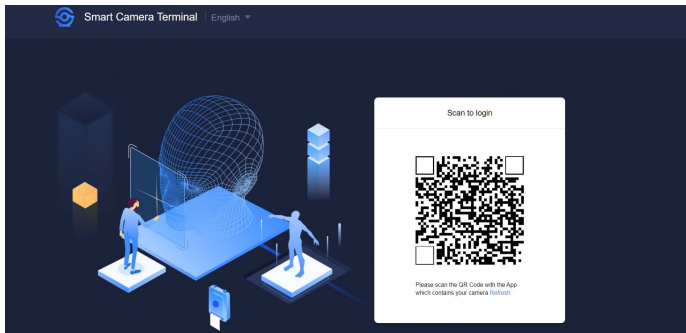 Smart Camera Terminal English
Scan to login
Please scan the QR Code with the App
which contains your camera Refresh